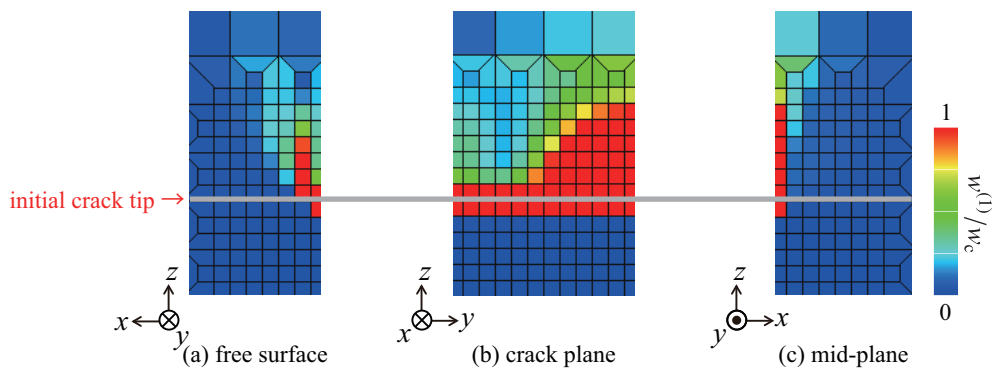 initial crack tip →
1
w⁽¹⁾/w_c
0
z
x
y
(a) free surface
z
x
y
(b) crack plane
z
y
x
(c) mid-plane